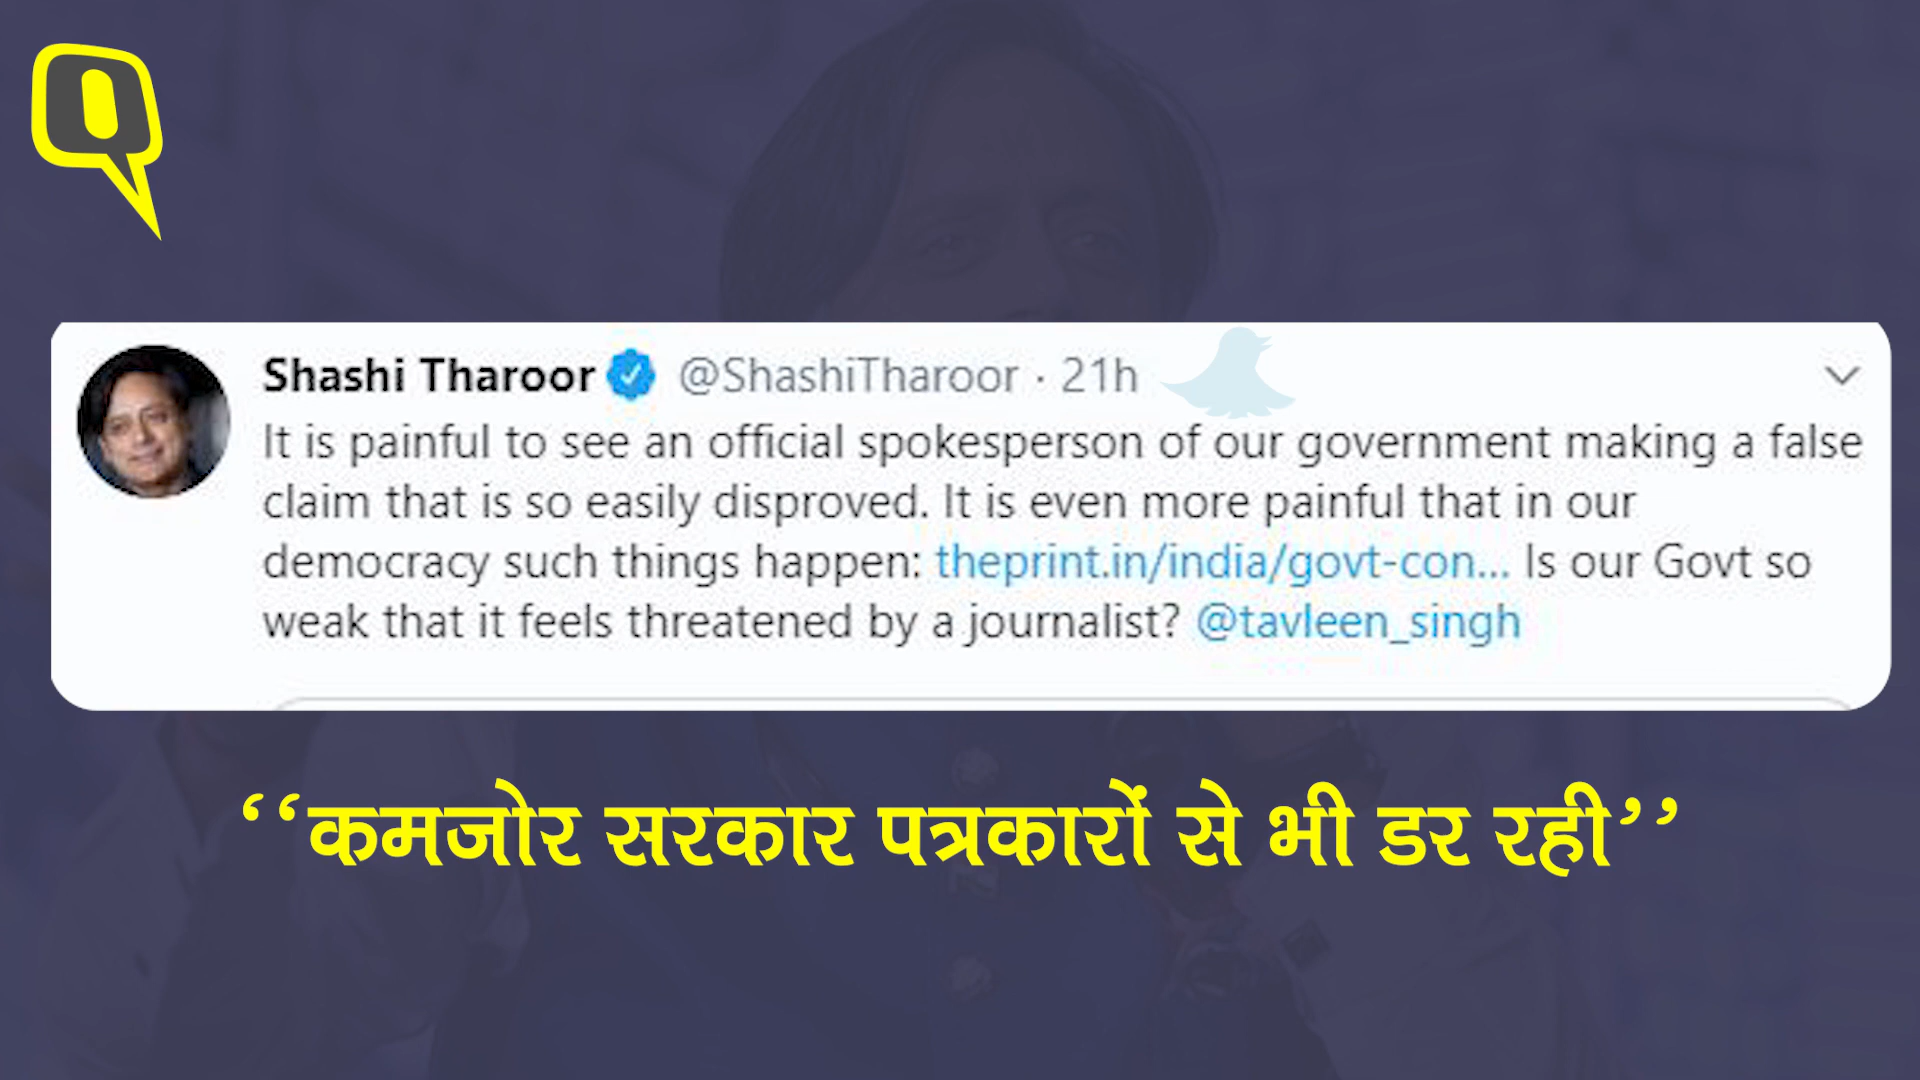 Shashi Tharoor @ShashiTharoor · 21h
It is painful to see an official spokesperson of our government making a false
claim that is so easily disproved. It is even more painful that in our
democracy such things happen: theprint.in/india/govt-con... Is our Govt so
weak that it feels threatened by a journalist? @tavleen_singh
‘‘कमजोर सरकार पत्रकारों से भी डर रही’’